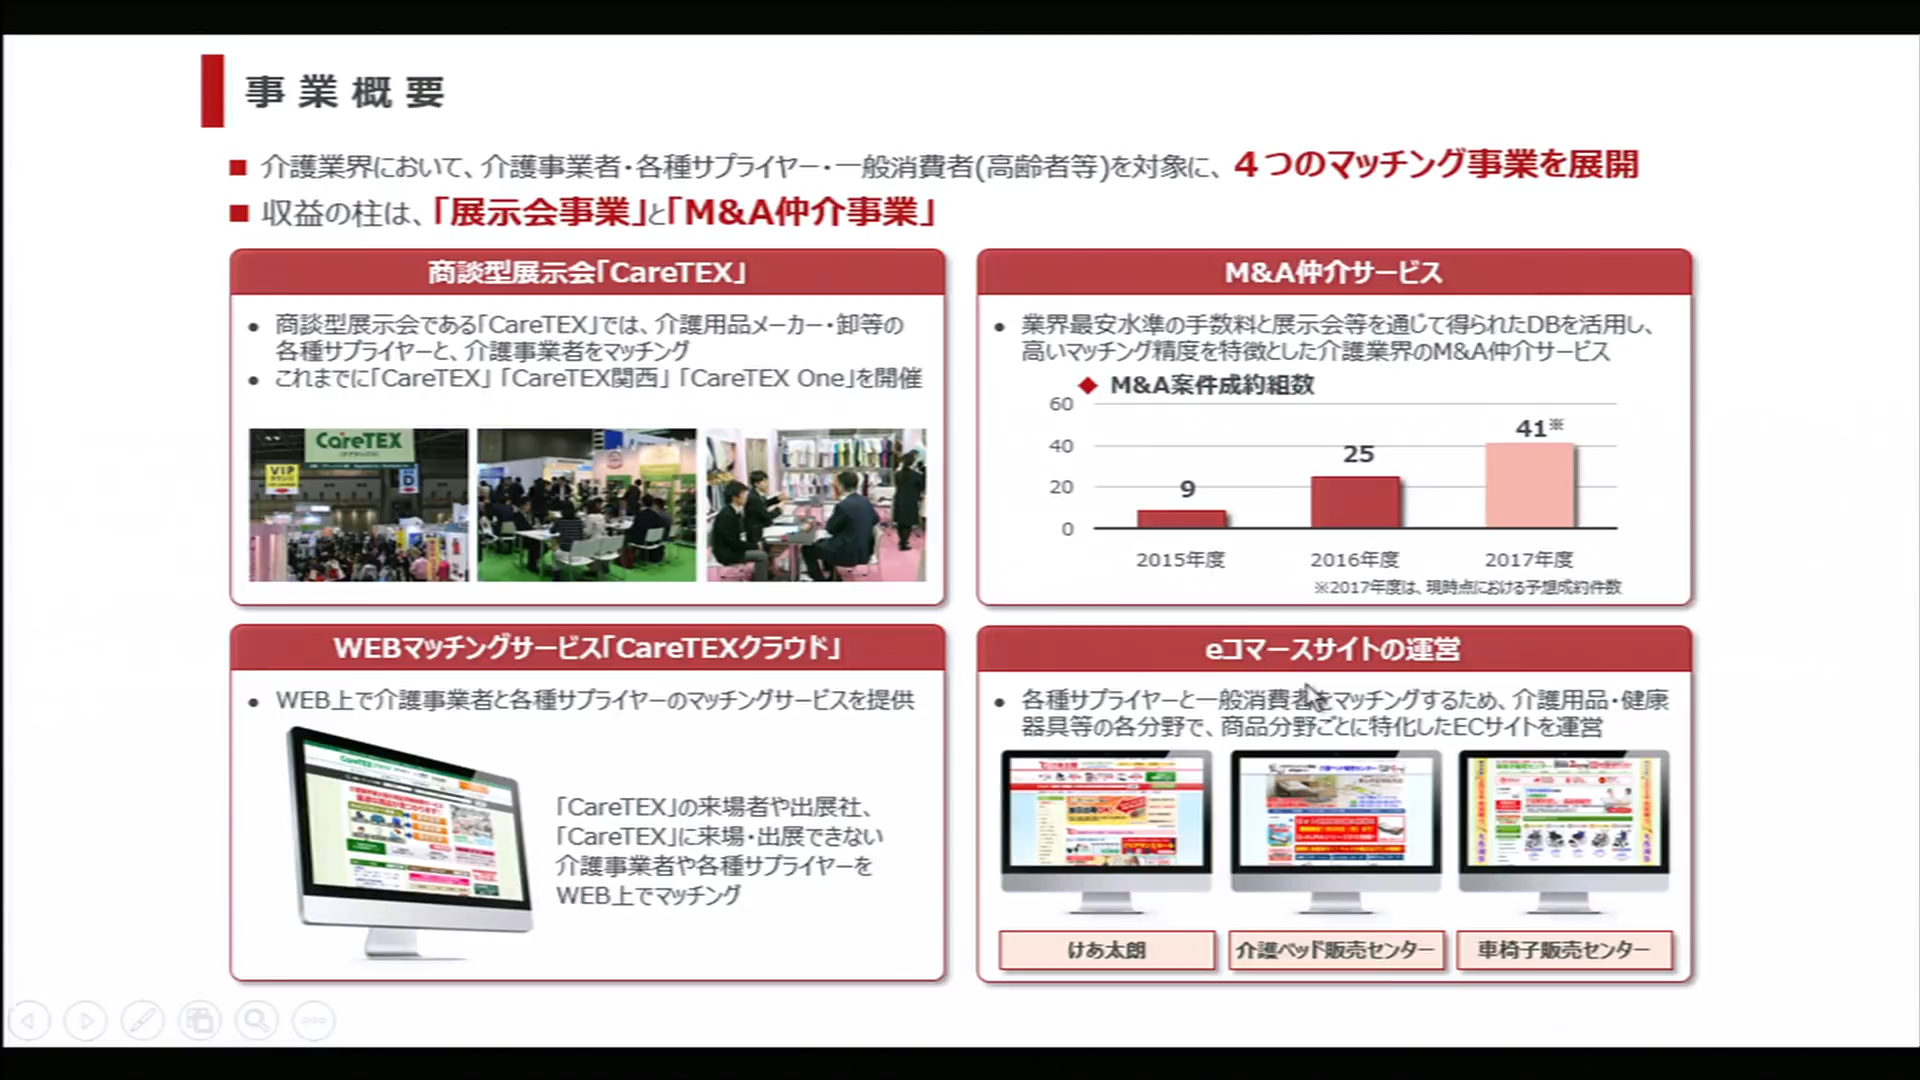 事業概要
■ 介護業界において、介護事業者・各種サプライヤー・一般消費者(高齢者等)を対象に、４つのマッチング事業を展開
■ 収益の柱は、「展示会事業」と「M&A仲介事業」
商談型展示会「CareTEX」
• 商談型展示会である「CareTEX」では、介護用品メーカー・卸等の
各種サプライヤーと、介護事業者をマッチング
• これまでに「CareTEX」「CareTEX関西」「CareTEX One」を開催
CareTEX
VIP
D
M&A仲介サービス
• 業界最安水準の手数料と展示会等を通じて得られたDBを活用し、
高いマッチング精度を特徴とした介護業界のM&A仲介サービス
◆ M&A案件成約組数
60
40
20
0
9
25
41※
2015年度
2016年度
2017年度
※2017年度は、現時点における予想成約件数
WEBマッチングサービス「CareTEXクラウド」
• WEB上で介護事業者と各種サプライヤーのマッチングサービスを提供
CareTEX
「CareTEX」の来場者や出展社、
「CareTEX」に来場・出展できない
介護事業者や各種サプライヤーを
WEB上でマッチング
eコマースサイトの運営
• 各種サプライヤーと一般消費者をマッチングするため、介護用品・健康
器具等の各分野で、商品分野ごとに特化したECサイトを運営
けあ太朗
介護ベッド販売センター
車椅子販売センター